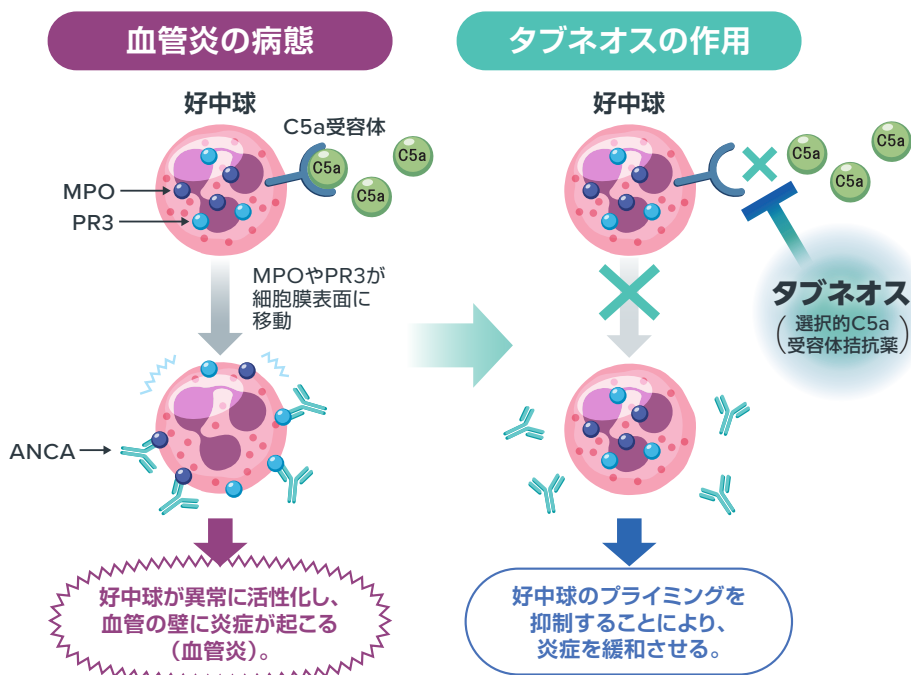 血管炎の病態
好中球
C5a受容体
C5a
C5a
C5a
MPO
PR3
MPOやPR3が
細胞膜表面に
移動
ANCA
好中球が異常に活性化し、
血管の壁に炎症が起こる
（血管炎）。
タブネオスの作用
好中球
C5a
C5a
C5a
タブネオス
（選択的C5a
受容体拮抗薬）
好中球のプライミングを
抑制することにより、
炎症を緩和させる。